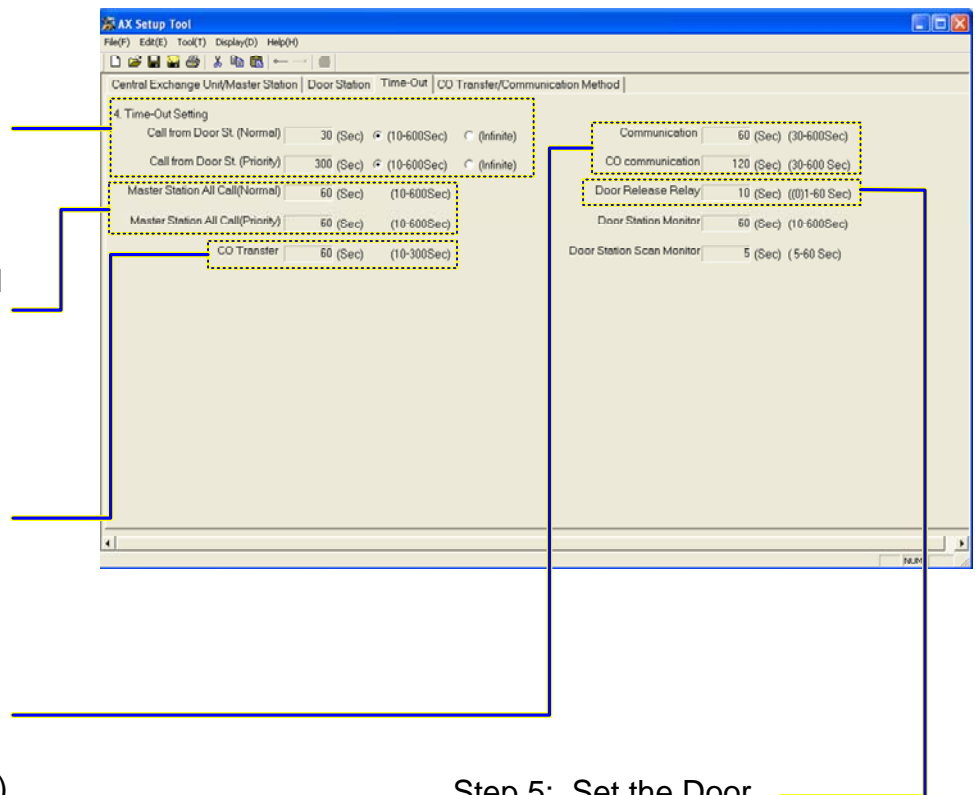 AX Setup Tool
File(F) Edit(E) Tool(T) Display(D) Help(H)
Central Exchange Unit/Master Station Door Station Time-Out CO Transfer/Communication Method
4. Time-Out Setting
Call from Door St. (Normal) 30 (Sec) (10-600Sec) (Infinite)
Call from Door St. (Priority) 300 (Sec) (10-600Sec) (Infinite)
Master Station All Call(Normal) 60 (Sec) (10-600Sec)
Master Station All Call(Priority) 60 (Sec) (10-600Sec)
CO Transfer 60 (Sec) (10-300Sec)
Communication 60 (Sec) (30-600Sec)
CO communication 120 (Sec) (30-600 Sec)
Door Release Relay 10 (Sec) ((0)1-60 Sec)
Door Station Monitor 60 (Sec) (10-600Sec)
Door Station Scan Monitor 5 (Sec) (5-60 Sec)
NUM
)
Step 5: Set the Door